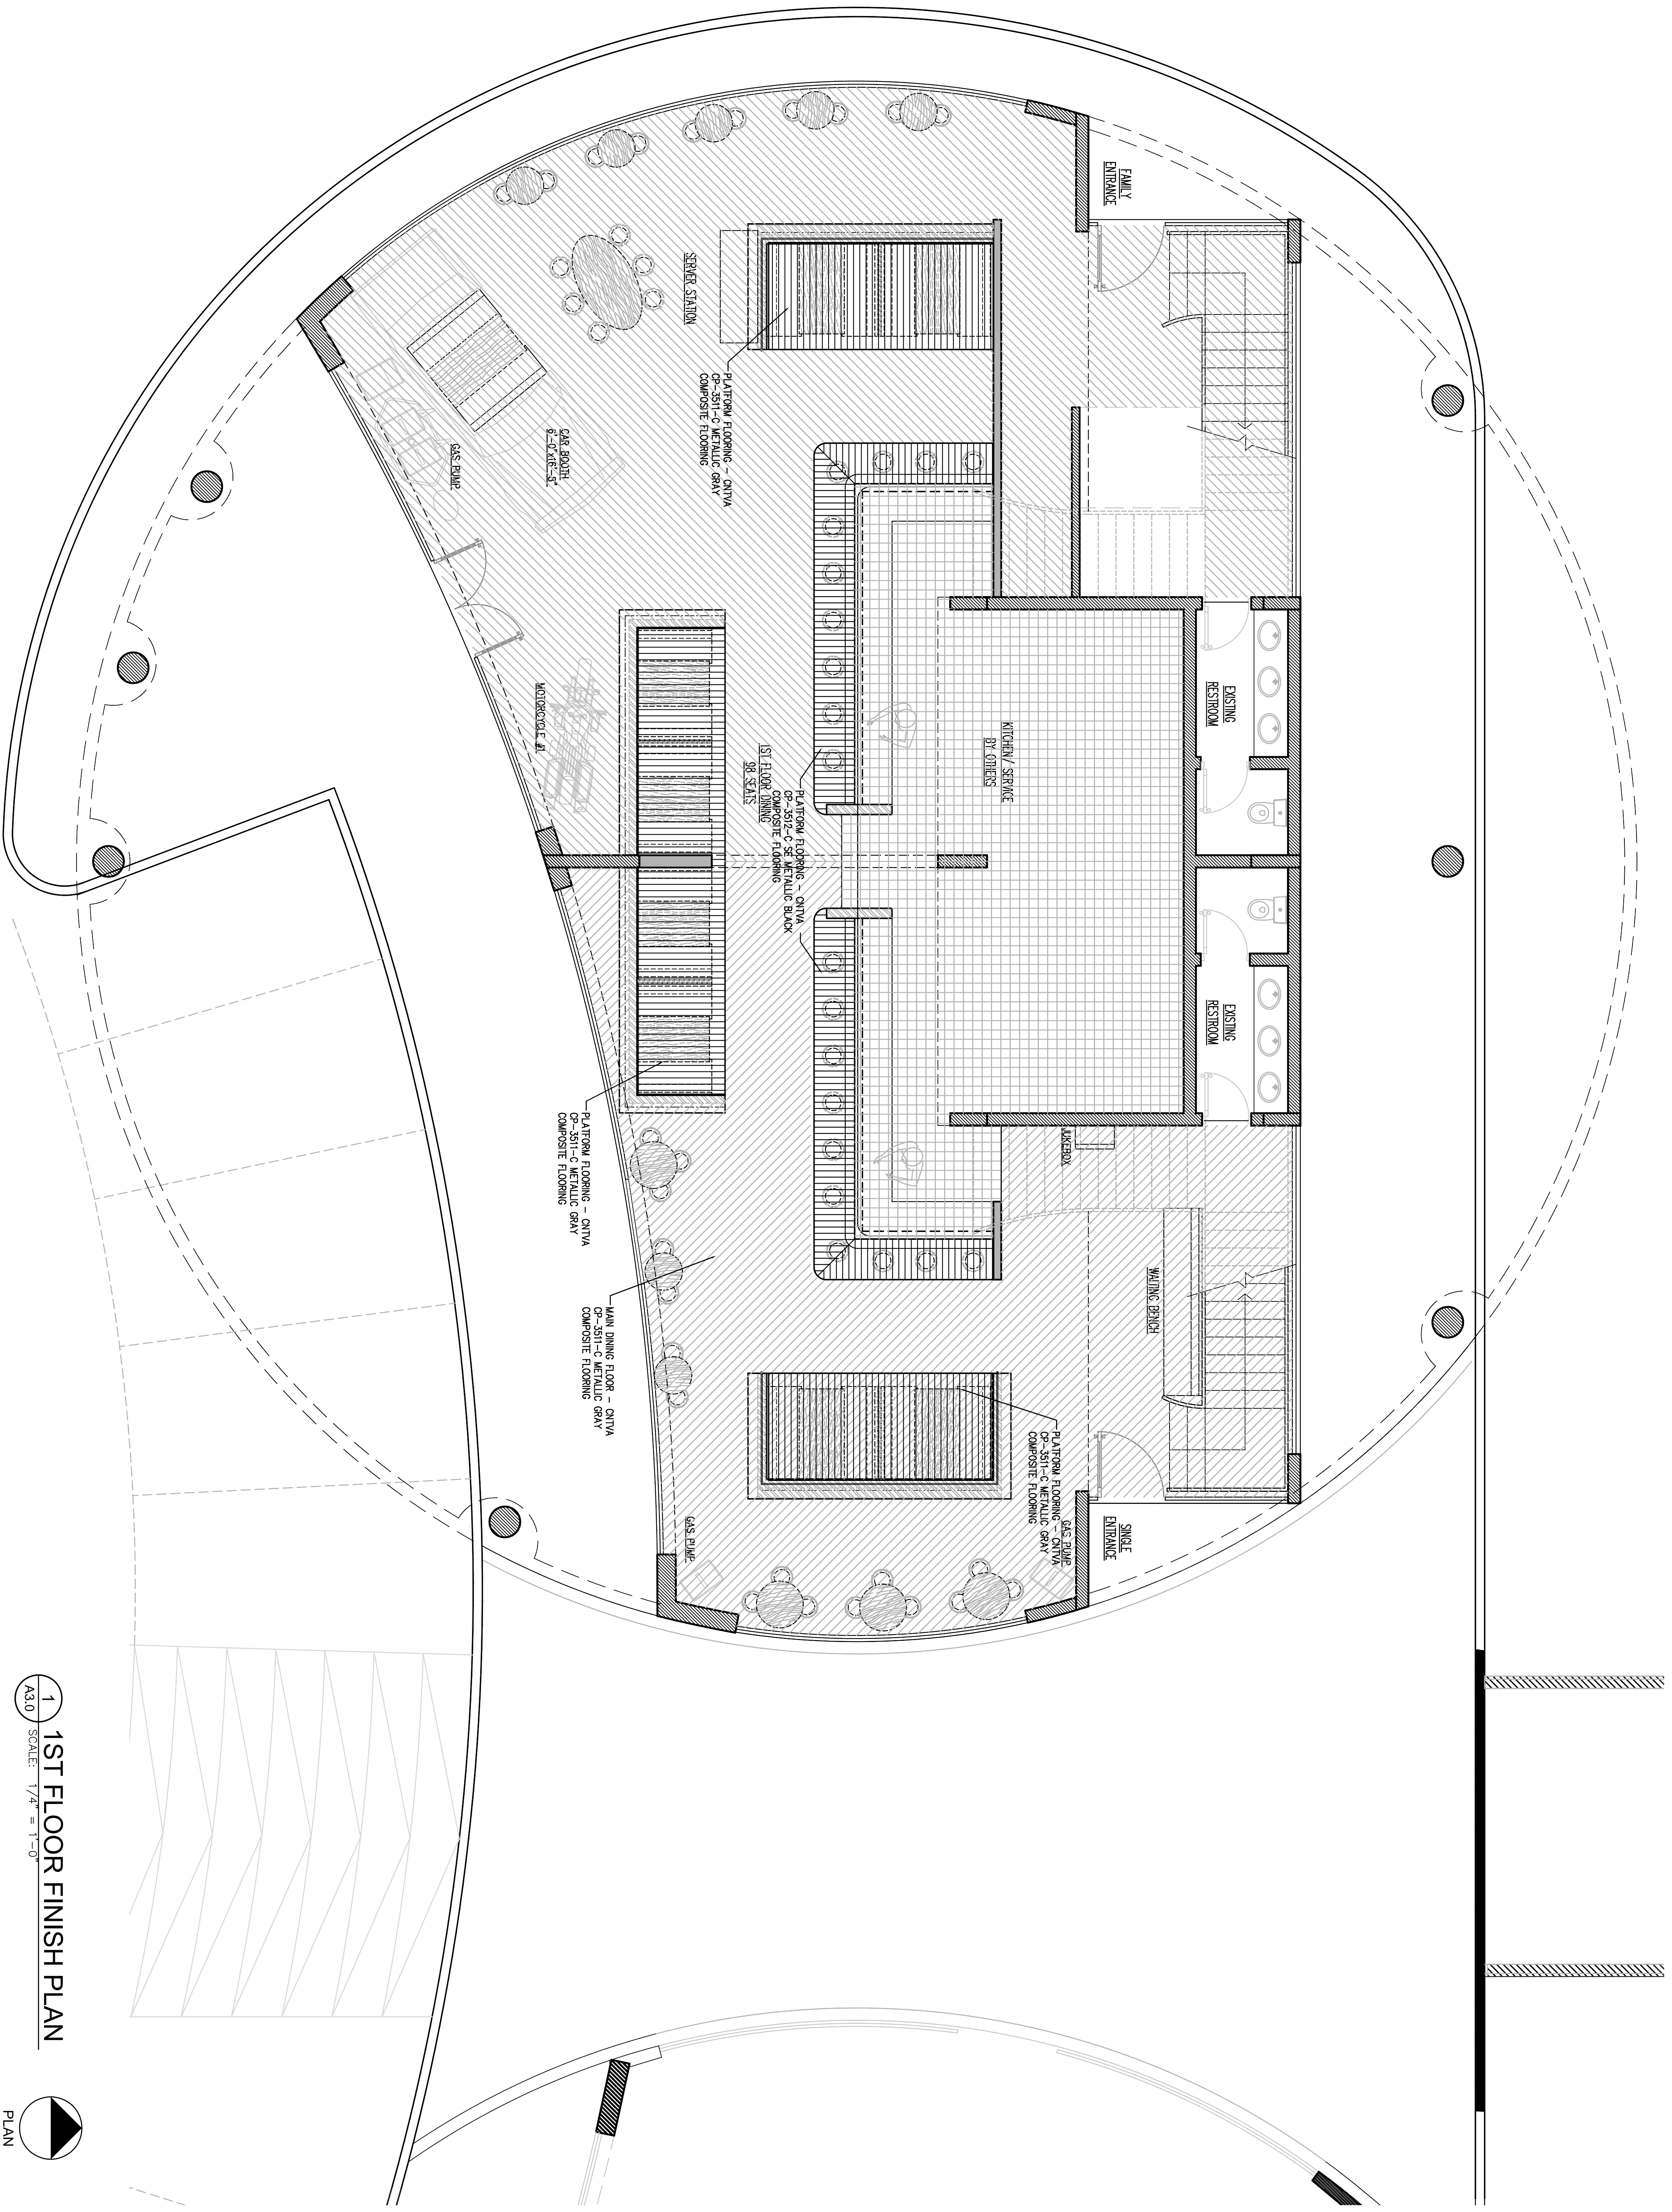 FAMILY
ENTRANCE
EXISTING
RESTROOM
EXISTING
RESTROOM
WAITING BENCH
SINGLE
ENTRANCE
JUKEBOX
KITCHEN/ SERVICE
BY OTHERS
SERVER STATION
PLATFORM FLOORING - CNTVA
CP-3511-C METALLIC GRAY
COMPOSITE FLOORING
PLATFORM FLOORING - CNTVA
CP-3512-C SE METALLIC BLACK
COMPOSITE FLOORING
1ST FLOOR DINING
98 SEATS
PLATFORM FLOORING - CNTVA
CP-3511-C METALLIC GRAY
COMPOSITE FLOORING
GAS PUMP
GAS PUMP
CAR BOOTH
6'-0"x16'-5"
GAS PUMP
MOTORCYCLE #1
PLATFORM FLOORING - CNTVA
CP-3511-C METALLIC GRAY
COMPOSITE FLOORING
MAIN DINING FLOOR - CNTVA
CP-3511-C METALLIC GRAY
COMPOSITE FLOORING
1
A3.0
1ST FLOOR FINISH PLAN
SCALE: 1/4" = 1'-0"
PLAN